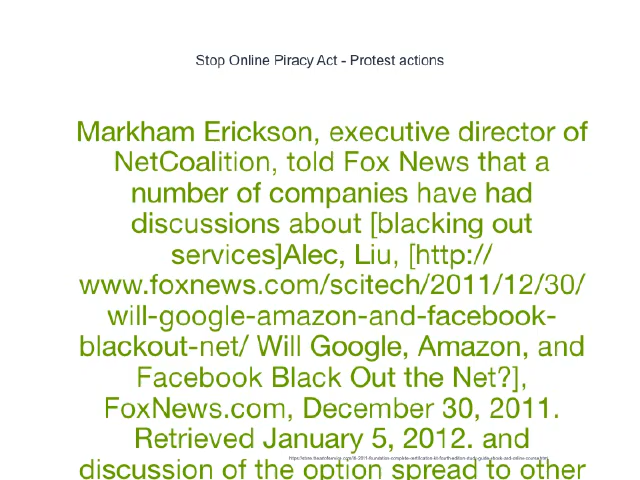 Stop Online Piracy Act - Protest actions
Markham Erickson, executive director of
NetCoalition, told Fox News that a
number of companies have had
discussions about [blacking out
services]Alec, Liu, [http://
www.foxnews.com/scitech/2011/12/30/
will-google-amazon-and-facebook-
blackout-net/ Will Google, Amazon, and
Facebook Black Out the Net?],
FoxNews.com, December 30, 2011.
Retrieved January 5, 2012. and
discussion of the option spread to other